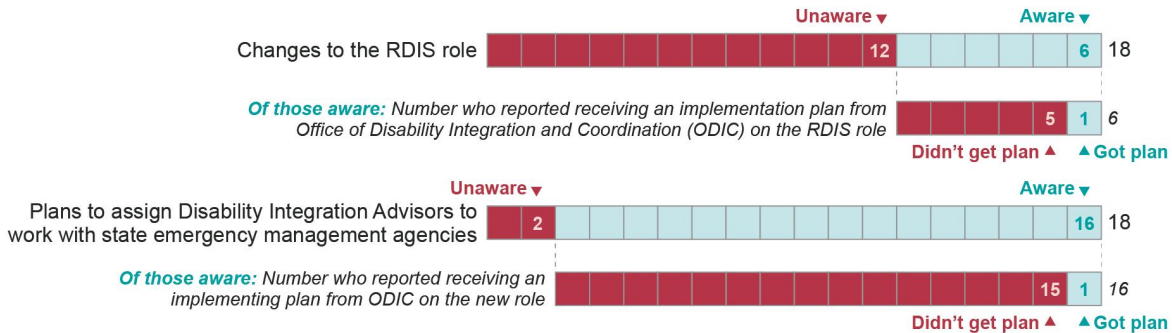 Unaware ▼ Aware ▼
Changes to the RDIS role 12 6 18
Of those aware: Number who reported receiving an implementation plan from
Office of Disability Integration and Coordination (ODIC) on the RDIS role 5 1 6
Didn't get plan ▲ ▲ Got plan
Unaware ▼ Aware ▼
Plans to assign Disability Integration Advisors to
work with state emergency management agencies 2 16 18
Of those aware: Number who reported receiving an
implementing plan from ODIC on the new role 15 1 16
Didn't get plan ▲ ▲ Got plan